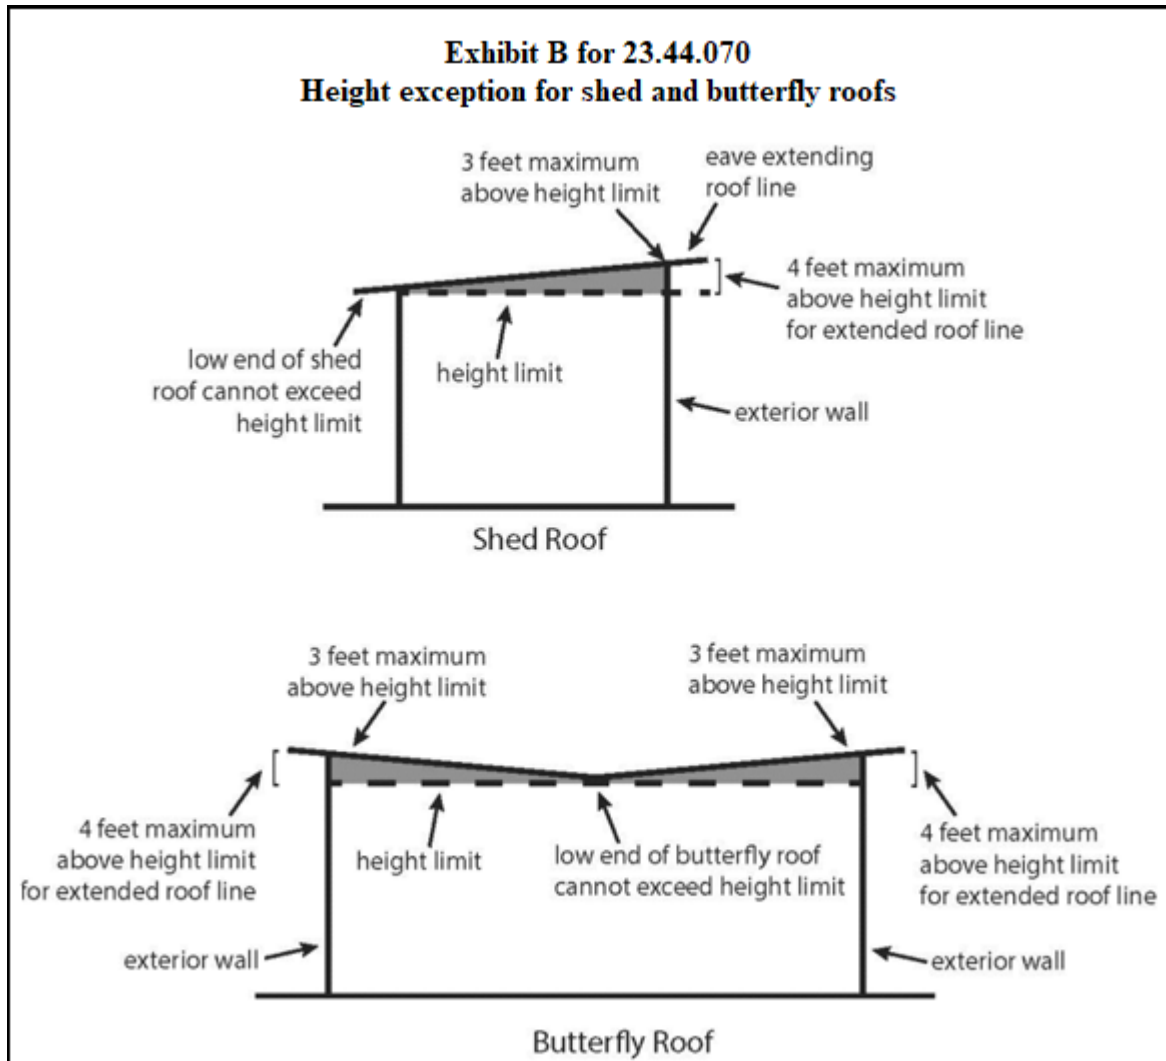 Exhibit B for 23.44.070
Height exception for shed and butterfly roofs
3 feet maximum
above height limit
eave extending
roof line
4 feet maximum
above height limit
for extended roof line
low end of shed
roof cannot exceed
height limit
height limit
exterior wall
Shed Roof
3 feet maximum
above height limit
3 feet maximum
above height limit
4 feet maximum
above height limit
for extended roof line
height limit
low end of butterfly roof
cannot exceed height limit
4 feet maximum
above height limit
for extended roof line
exterior wall
exterior wall
Butterfly Roof